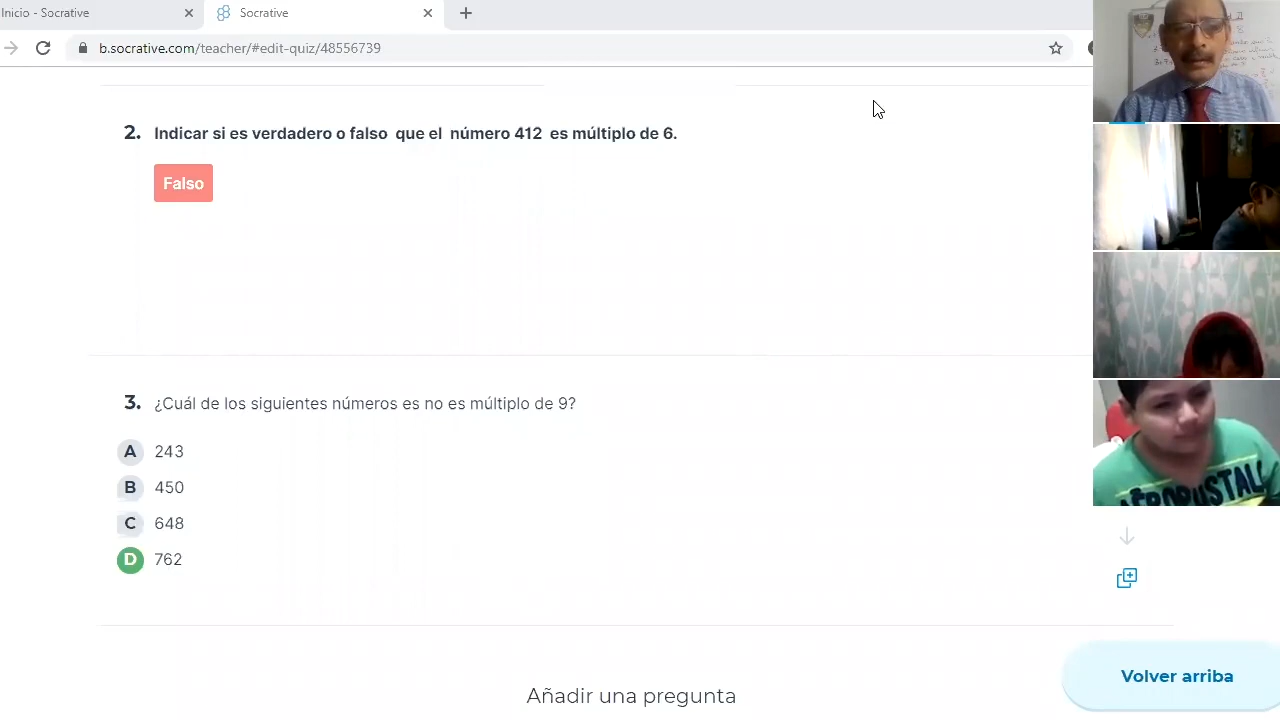 Inicio - Socrative
Socrative
b.socrative.com/teacher/#edit-quiz/48556739
2. Indicar si es verdadero o falso que el número 412 es múltiplo de 6.
Falso
3. ¿Cuál de los siguientes números es no es múltiplo de 9?
A 243
B 450
C 648
D 762
Volver arriba
Añadir una pregunta